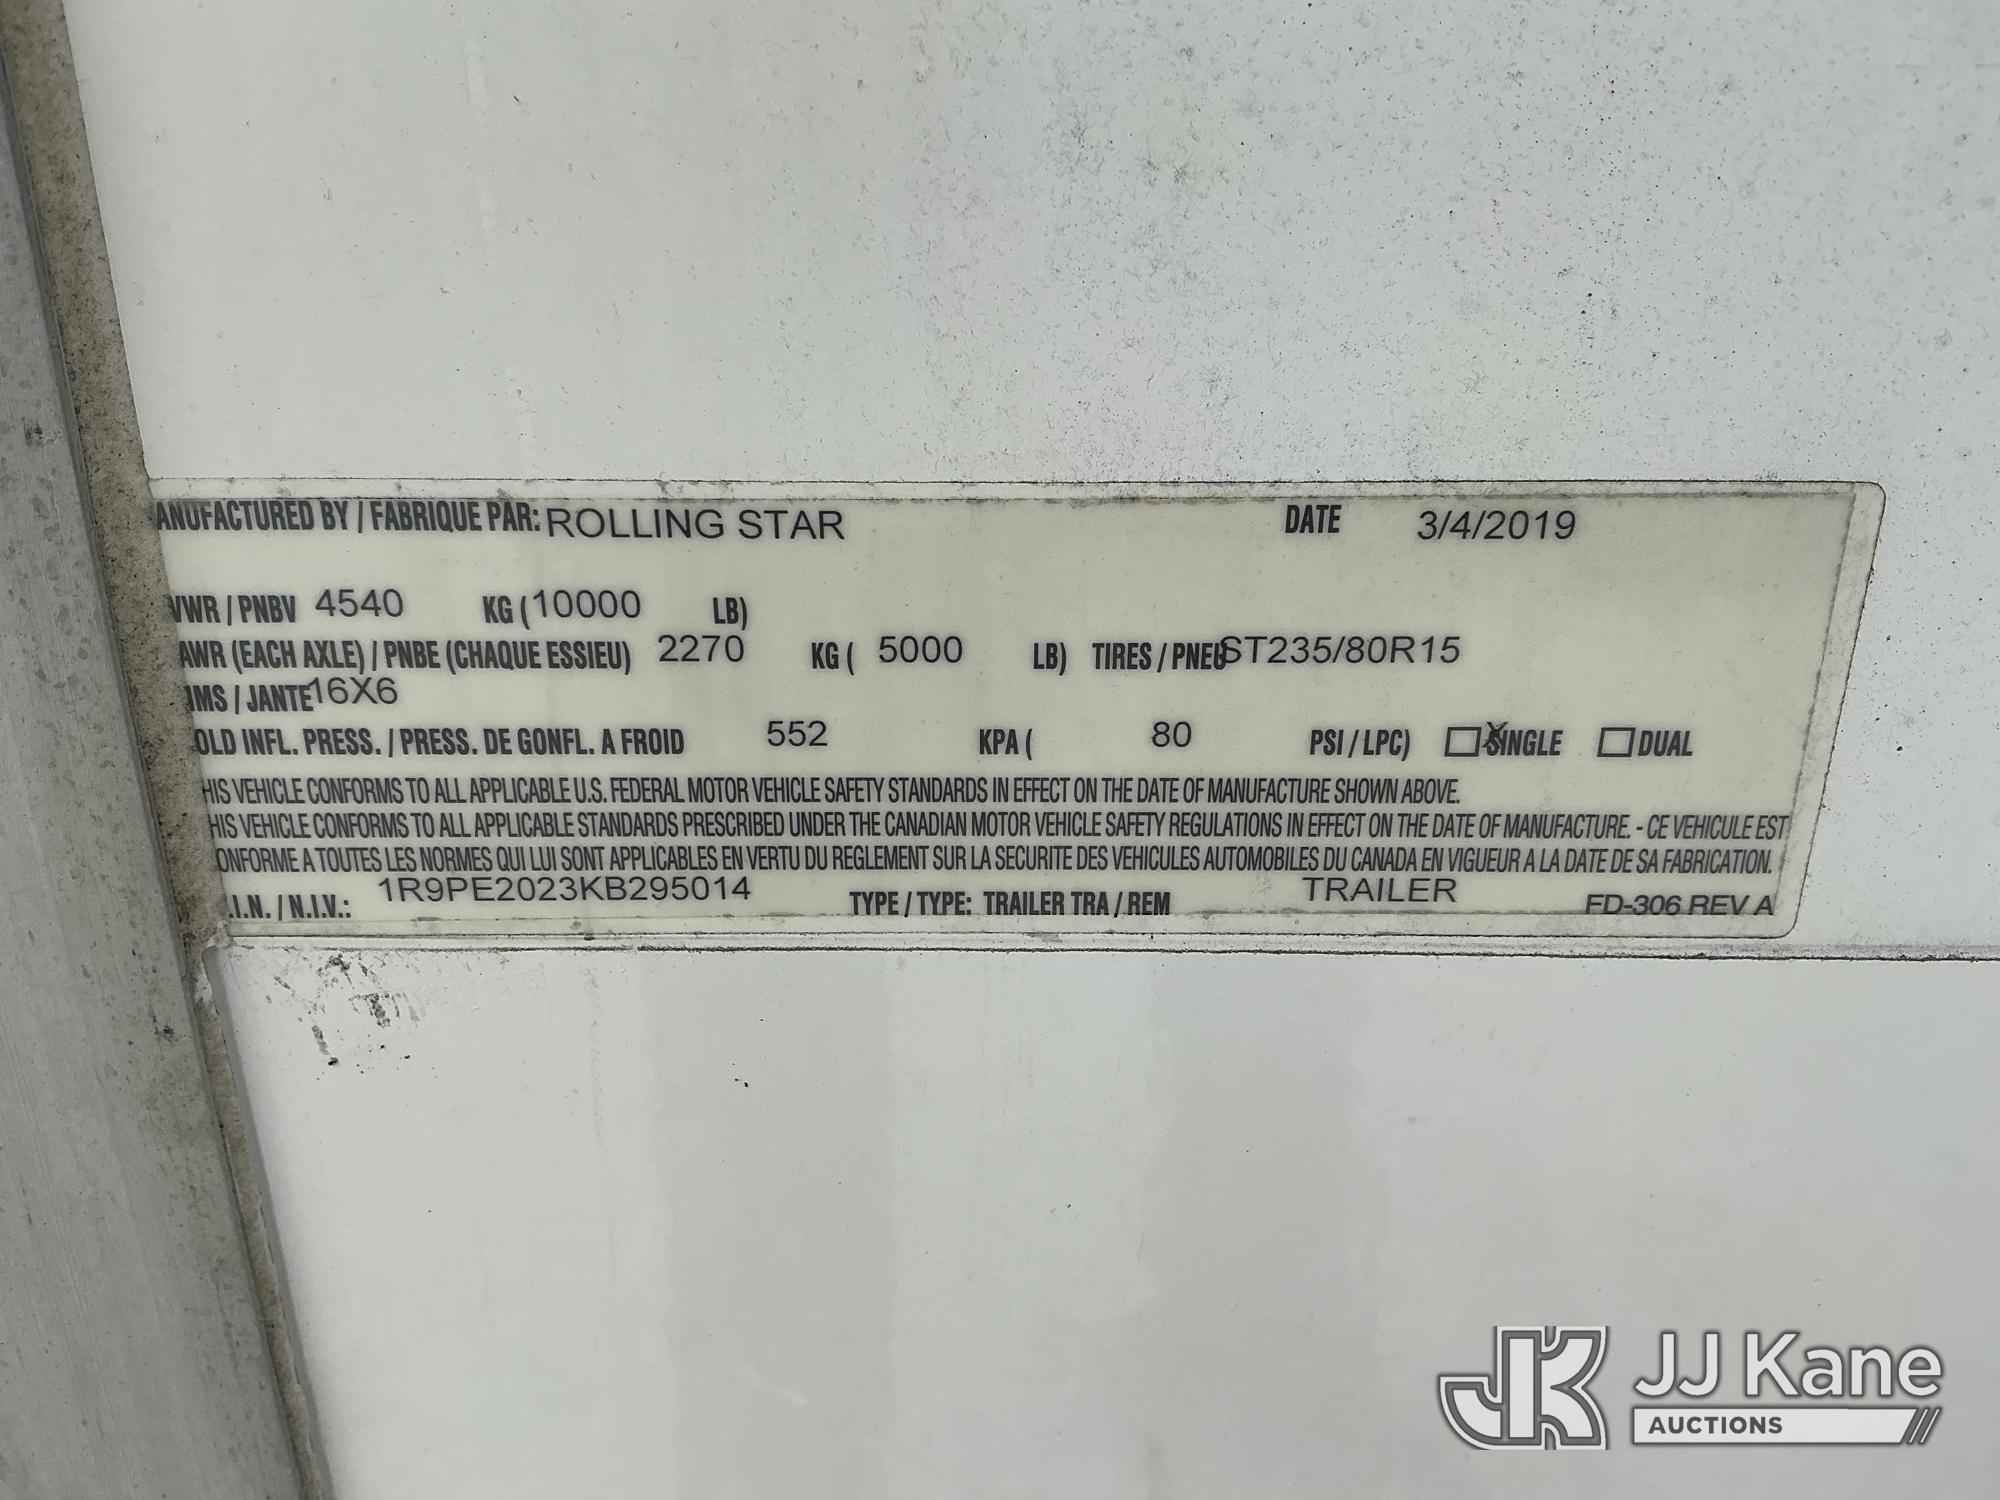 ANUFACTURED BY / FABRIQUE PAR: ROLLING STAR DATE 3/4/2019
VWR / PNBV 4540 KG ( 10000 LB)
AWR (EACH AXLE) / PNBE (CHAQUE ESSIEU) 2270 KG ( 5000 LB) TIRES / PNEU ST235/80R15
IMS / JANTE 16X6
OLD INFL. PRESS. / PRESS. DE GONFL. A FROID 552 KPA ( 80 PSI / LPC) X SINGLE DUAL
HIS VEHICLE CONFORMS TO ALL APPLICABLE U.S. FEDERAL MOTOR VEHICLE SAFETY STANDARDS IN EFFECT ON THE DATE OF MANUFACTURE SHOWN ABOVE.
HIS VEHICLE CONFORMS TO ALL APPLICABLE STANDARDS PRESCRIBED UNDER THE CANADIAN MOTOR VEHICLE SAFETY REGULATIONS IN EFFECT ON THE DATE OF MANUFACTURE. - CE VEHICULE EST
ONFORME A TOUTES LES NORMES QUI LUI SONT APPLICABLES EN VERTU DU REGLEMENT SUR LA SECURITE DES VEHICULES AUTOMOBILES DU CANADA EN VIGUEUR A LA DATE DE SA FABRICATION.
.I.N. / N.I.V.: 1R9PE2023KB295014 TYPE / TYPE: TRAILER TRA / REM TRAILER FD-306 REV A
JK JJ Kane
AUCTIONS